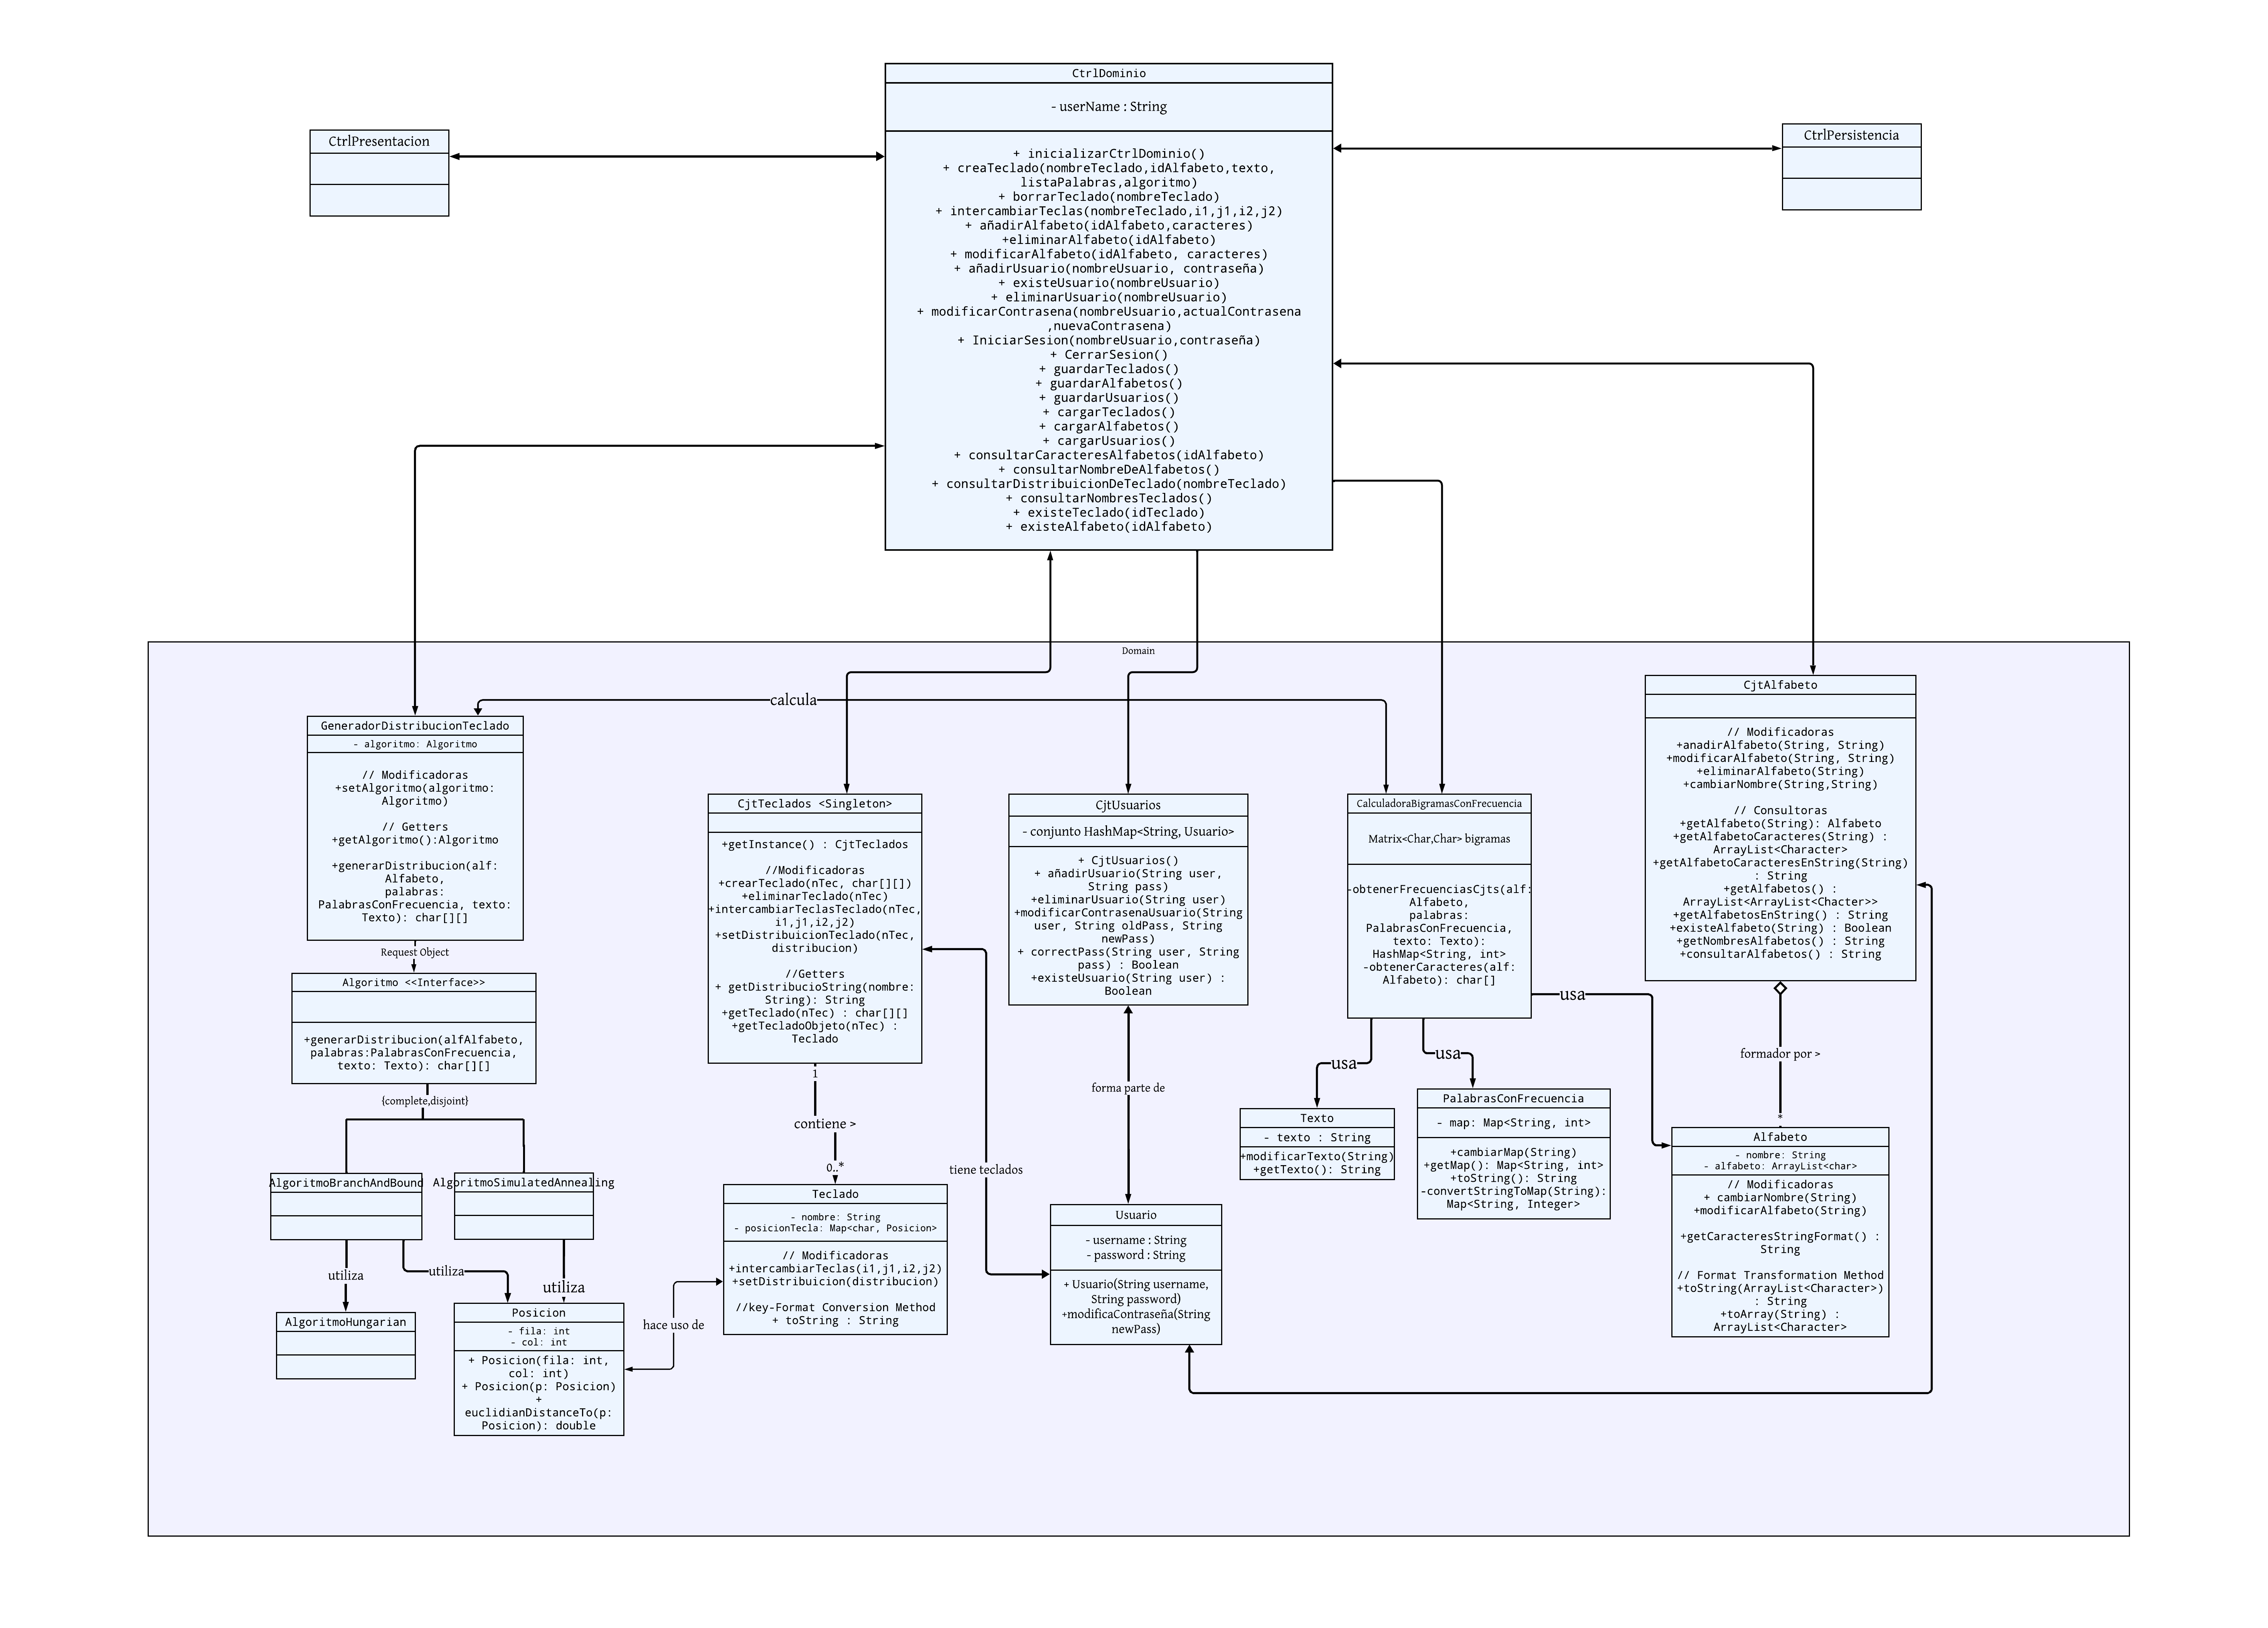 CtrlDominio
- userName : String
+ inicializarCtrlDominio()
+ creaTeclado(nombreTeclado,idAlfabeto,texto,
listaPalabras,algoritmo)
+ borrarTeclado(nombreTeclado)
+ intercambiarTeclas(nombreTeclado,i1,j1,i2,j2)
+ añadirAlfabeto(idAlfabeto,caracteres)
+eliminarAlfabeto(idAlfabeto)
+ modificarAlfabeto(idAlfabeto, caracteres)
+ añadirUsuario(nombreUsuario, contraseña)
+ existeUsuario(nombreUsuario)
+ eliminarUsuario(nombreUsuario)
+ modificarContrasena(nombreUsuario,actualContrasena
,nuevaContrasena)
+ IniciarSesion(nombreUsuario,contraseña)
+ CerrarSesion()
+ guardarTeclados()
+ guardarAlfabetos()
+ guardarUsuarios()
+ cargarTeclados()
+ cargarAlfabetos()
+ cargarUsuarios()
+ consultarCaracteresAlfabetos(idAlfabeto)
+ consultarNombreDeAlfabetos()
+ consultarDistribuicionDeTeclado(nombreTeclado)
+ consultarNombresTeclados()
+ existeTeclado(idTeclado)
+ existeAlfabeto(idAlfabeto)
CtrlPresentacion
CtrlPersistencia
Domain
calcula
GeneradorDistribucionTeclado
- algoritmo: Algoritmo
// Modificadoras
+setAlgoritmo(algoritmo:
Algoritmo)
// Getters
+getAlgoritmo():Algoritmo
+generarDistribucion(alf:
Alfabeto,
palabras:
PalabrasConFrecuencia, texto:
Texto): char[][]
Request Object
Algoritmo <<Interface>>
+generarDistribucion(alfAlfabeto,
palabras:PalabrasConFrecuencia,
texto: Texto): char[][]
{complete,disjoint}
AlgoritmoBranchAndBound
AlgoritmoSimulatedAnnealing
utiliza
utiliza
utiliza
AlgoritmoHungarian
Posicion
- fila: int
- col: int
+ Posicion(fila: int,
col: int)
+ Posicion(p: Posicion)
+
euclidianDistanceTo(p:
Posicion): double
hace uso de
CjtTeclados <Singleton>
+getInstance() : CjtTeclados
//Modificadoras
+crearTeclado(nTec, char[][])
+eliminarTeclado(nTec)
+intercambiarTeclasTeclado(nTec,
i1,j1,i2,j2)
+setDistribuicionTeclado(nTec,
distribucion)
//Getters
+ getDistribucioString(nombre:
String): String
+getTeclado(nTec) : char[][]
+getTecladoObjeto(nTec) :
Teclado
1
contiene >
0..*
Teclado
- nombre: String
- posicionTecla: Map<char, Posicion>
// Modificadoras
+intercambiarTeclas(i1,j1,i2,j2)
+setDistribuicion(distribucion)
//key-Format Conversion Method
+ toString : String
tiene teclados
CjtUsuarios
- conjunto HashMap<String, Usuario>
+ CjtUsuarios()
+ añadirUsuario(String user,
String pass)
+eliminarUsuario(String user)
+modificarContrasenaUsuario(String
user, String oldPass, String
newPass)
+ correctPass(String user, String
pass) : Boolean
+existeUsuario(String user) :
Boolean
forma parte de
Usuario
- username : String
- password : String
+ Usuario(String username,
String password)
+modificaContraseña(String
newPass)
CalculadoraBigramasConFrecuencia
Matrix<Char,Char> bigramas
-obtenerFrecuenciasCjts(alf:
Alfabeto,
palabras:
PalabrasConFrecuencia,
texto: Texto):
HashMap<String, int>
-obtenerCaracteres(alf:
Alfabeto): char[]
usa
usa
usa
Texto
- texto : String
+modificarTexto(String)
+getTexto(): String
PalabrasConFrecuencia
- map: Map<String, int>
+cambiarMap(String)
+getMap(): Map<String, int>
+toString(): String
-convertStringToMap(String):
Map<String, Integer>
CjtAlfabeto
// Modificadoras
+anadirAlfabeto(String, String)
+modificarAlfabeto(String, String)
+eliminarAlfabeto(String)
+cambiarNombre(String,String)
// Consultoras
+getAlfabeto(String): Alfabeto
+getAlfabetoCaracteres(String) :
ArrayList<Character>
+getAlfabetoCaracteresEnString(String)
: String
+getAlfabetos() :
ArrayList<ArrayList<Chacter>>
+getAlfabetosEnString() : String
+existeAlfabeto(String) : Boolean
+getNombresAlfabetos() : String
+consultarAlfabetos() : String
formador por >
*
Alfabeto
- nombre: String
- alfabeto: ArrayList<char>
// Modificadoras
+ cambiarNombre(String)
+modificarAlfabeto(String)
+getCaracteresStringFormat() :
String
// Format Transformation Method
+toString(ArrayList<Character>)
: String
+toArray(String) :
ArrayList<Character>